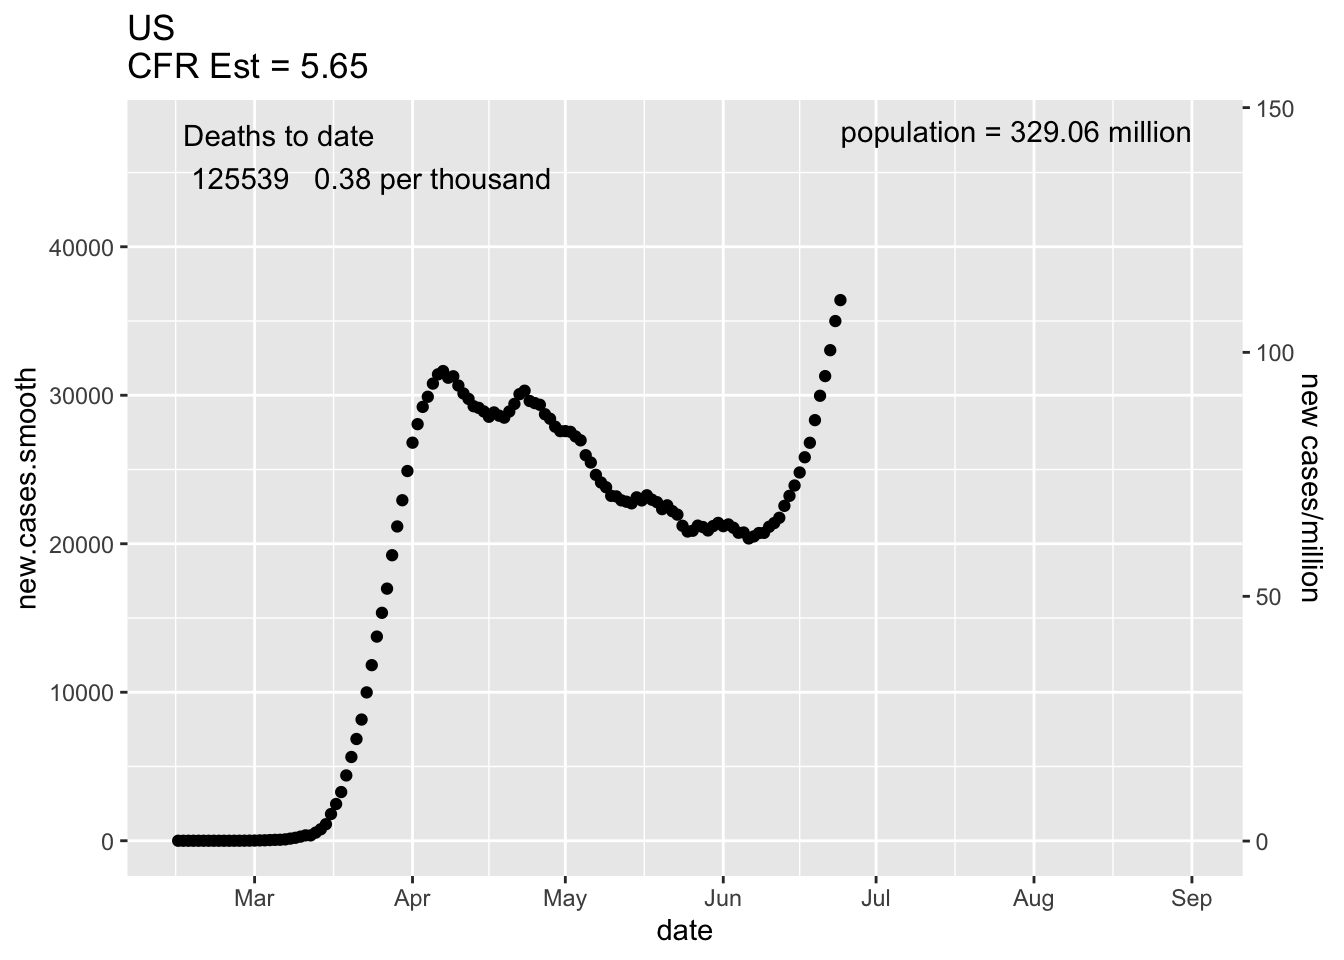 US
CFR Est = 5.65
Deaths to date
125539 0.38 per thousand
population = 329.06 million
150
40000
30000
20000
10000
0
100
50
0
new.cases.smooth
new cases/million
Mar Apr May Jun Jul Aug Sep
date